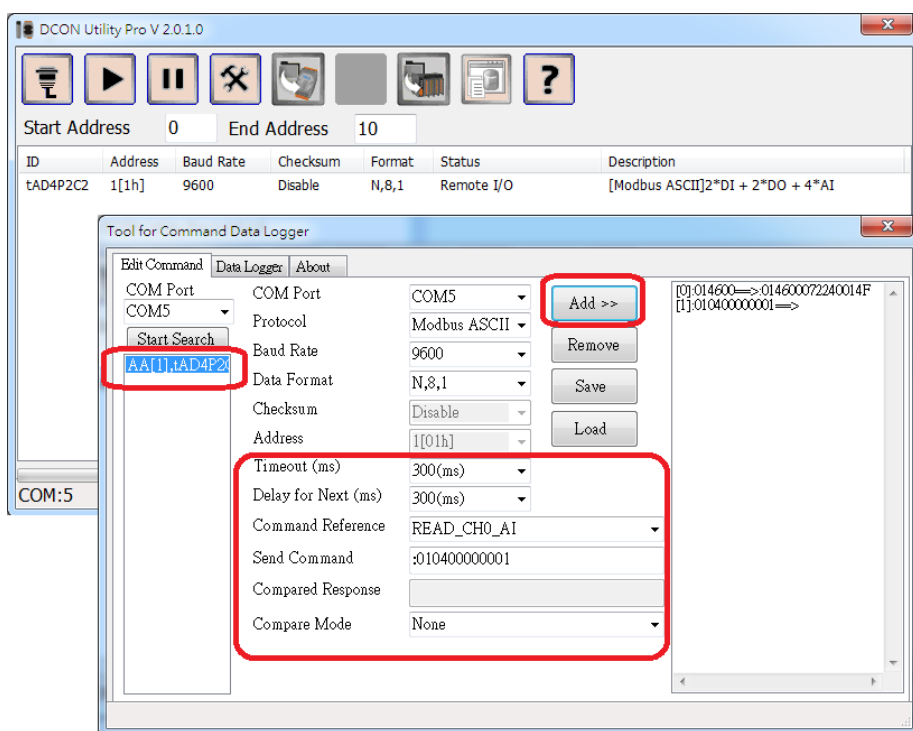 DCON Utility Pro V 2.0.1.0
Start Address 0 End Address 10
ID Address Baud Rate Checksum Format Status Description
tAD4P2C2 1[1h] 9600 Disable N,8,1 Remote I/O [Modbus ASCII]2*DI + 2*DO + 4*AI
Tool for Command Data Logger
Edit Command Data Logger About
COM Port
COM5
Start Search
AA[1],tAD4P2C
COM Port COM5
Protocol Modbus ASCII
Baud Rate 9600
Data Format N,8,1
Checksum Disable
Address 1[01h]
Timeout (ms) 300(ms)
Delay for Next (ms) 300(ms)
Command Reference READ_CH0_AI
Send Command :010400000001
Compared Response
Compare Mode None
Add >>
Remove
Save
Load
[0]:014600==>:014600072240014F
[1]:010400000001==>
COM:5